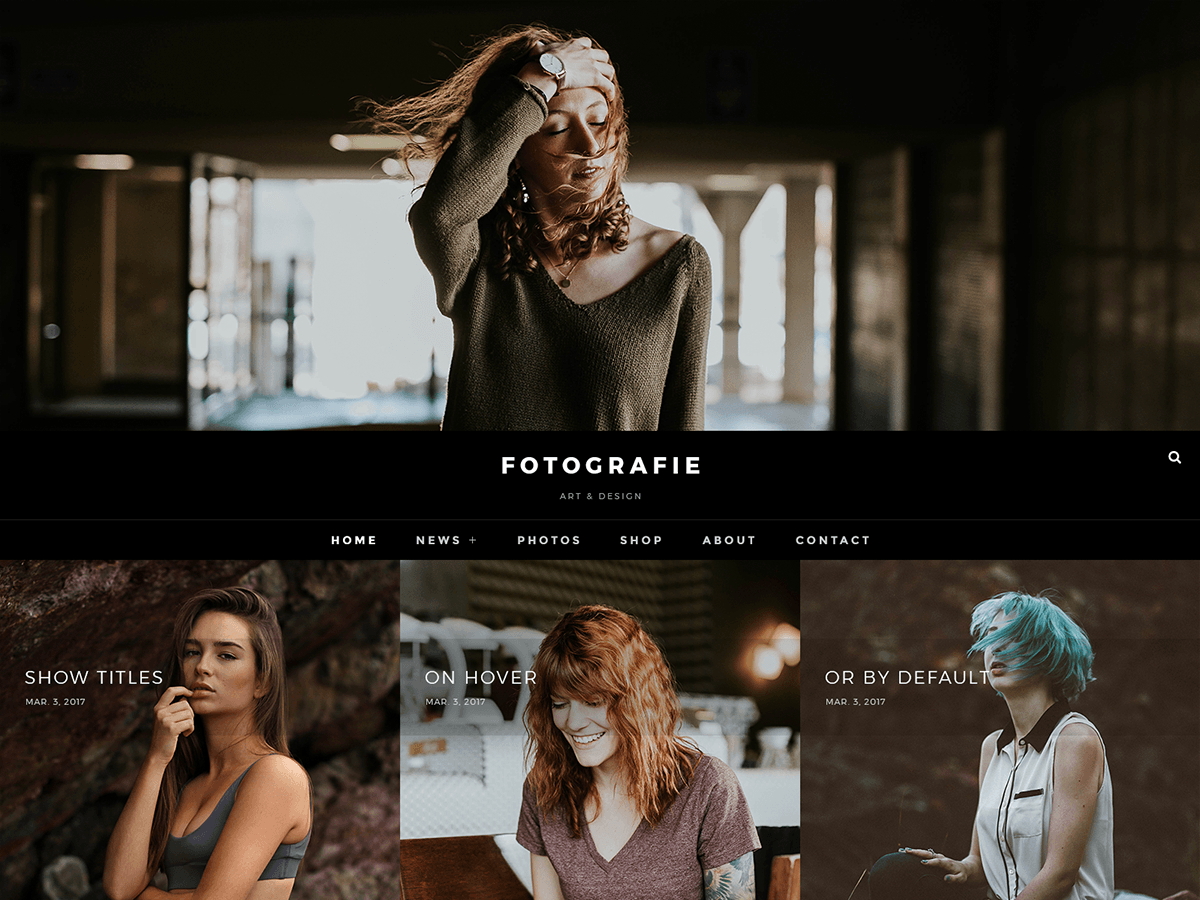 FOTOGRAFIE
ART & DESIGN
HOME NEWS + PHOTOS SHOP ABOUT CONTACT
SHOW TITLES
MAR. 3, 2017
ON HOVER
MAR. 3, 2017
OR BY DEFAULT
MAR. 3, 2017